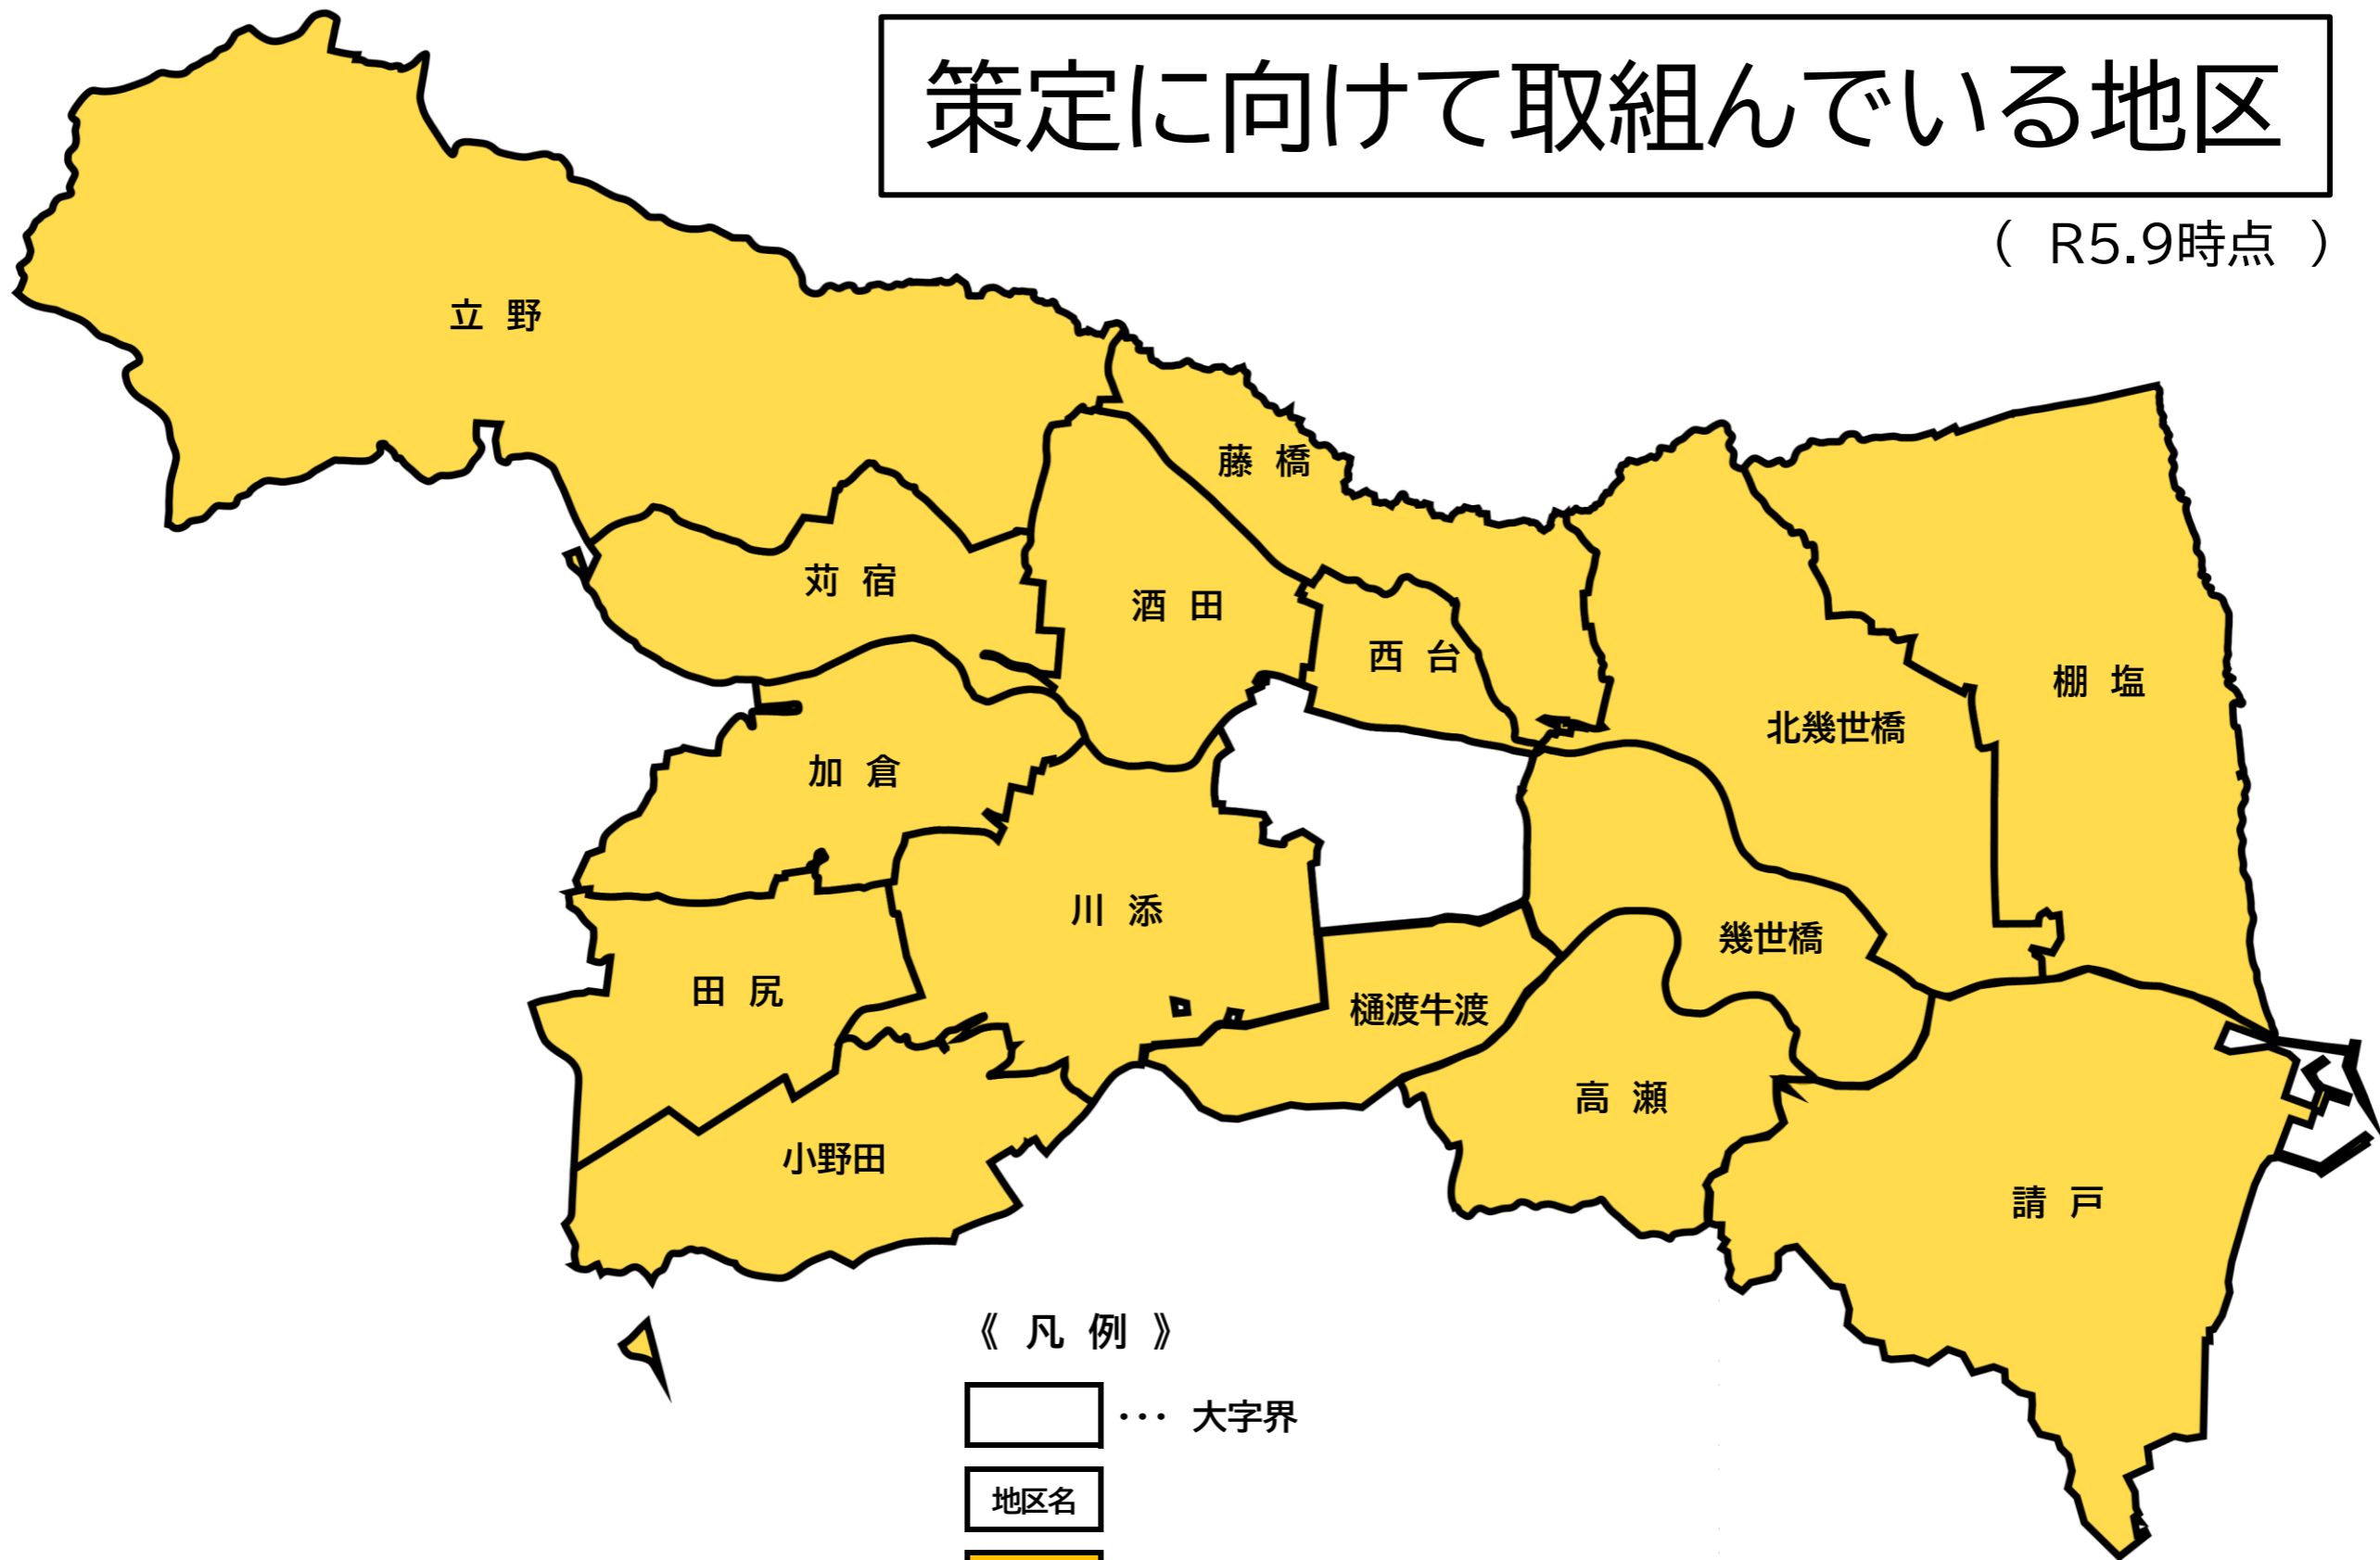 策定に向けて取組んでいる地区
（ R5.9時点 ）
立 野
藤 橋
苅 宿
酒 田
西 台
棚 塩
北幾世橋
加 倉
川 添
幾世橋
田 尻
樋渡牛渡
高 瀬
小野田
請 戸
《 凡 例 》
… 大字界
地区名